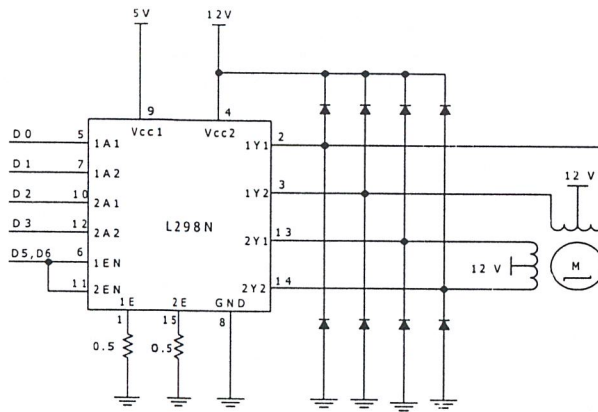 5V
12V
9
4
Vcc1
Vcc2
D0
5
1A1
1Y1
2
D1
7
1A2
D2
10
2A1
1Y2
3
12 V
D3
12
2A2
L298N
2Y1
13
D5,D6
6
1EN
12 V
M
11
2EN
2Y2
14
1E
2E
GND
1
15
8
0.5
0.5